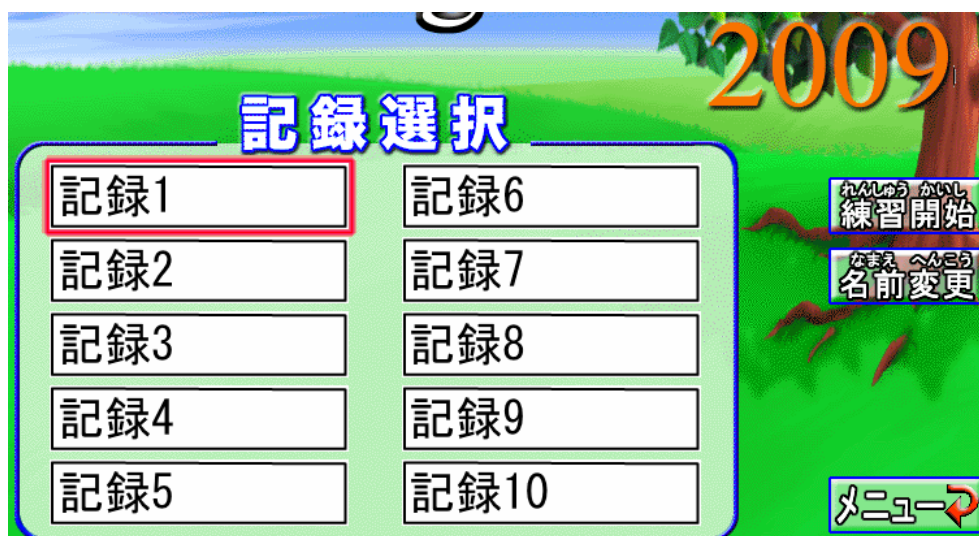 2009
記録選択
記録1
記録2
記録3
記録4
記録5
記録6
記録7
記録8
記録9
記録10
れんしゅう かいし
練習開始
なまえ へんこう
名前変更
メニュー